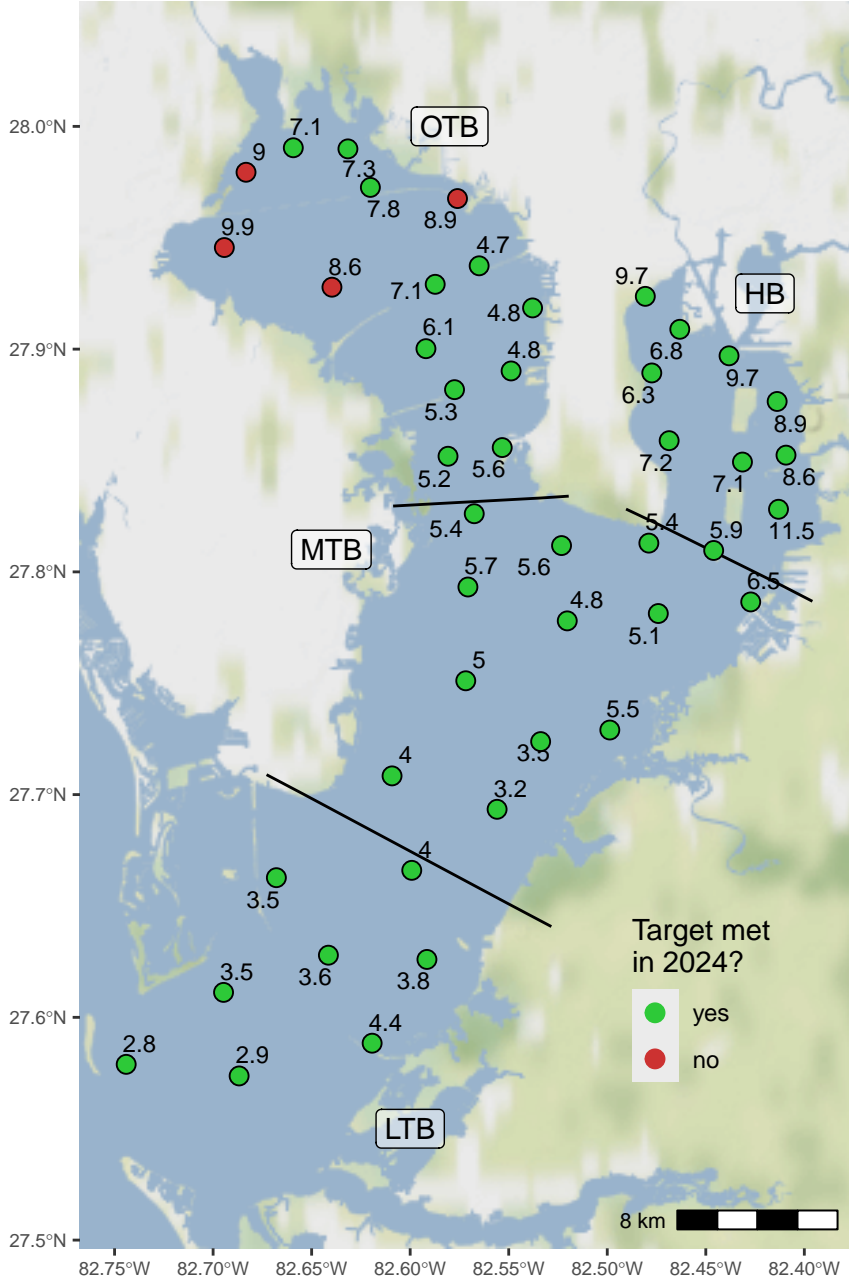 28.0°N
27.9°N
27.8°N
27.7°N
27.6°N
27.5°N
OTB
7.1
9
7.3
7.8
8.9
9.9
8.6
4.7
7.1
4.8
6.1
4.8
5.3
5.2
5.6
HB
9.7
6.8
9.7
6.3
8.9
7.2
7.1
8.6
11.5
MTB
5.4
5.4
5.9
5.6
5.7
6.5
4.8
5.1
5
5.5
3.5
4
3.2
4
3.5
3.6
3.8
3.5
4.4
2.8
2.9
LTB
Target met
in 2024?
yes
no
8 km
82.75°W
82.70°W
82.65°W
82.60°W
82.55°W
82.50°W
82.45°W
82.40°W